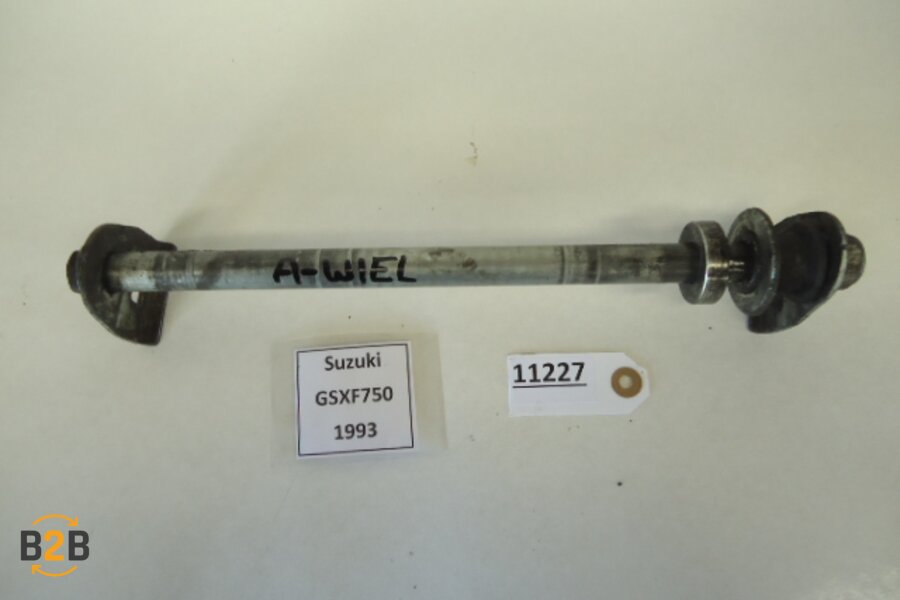 A-WIEL
Suzuki
GSXF750
1993
11227
B2B